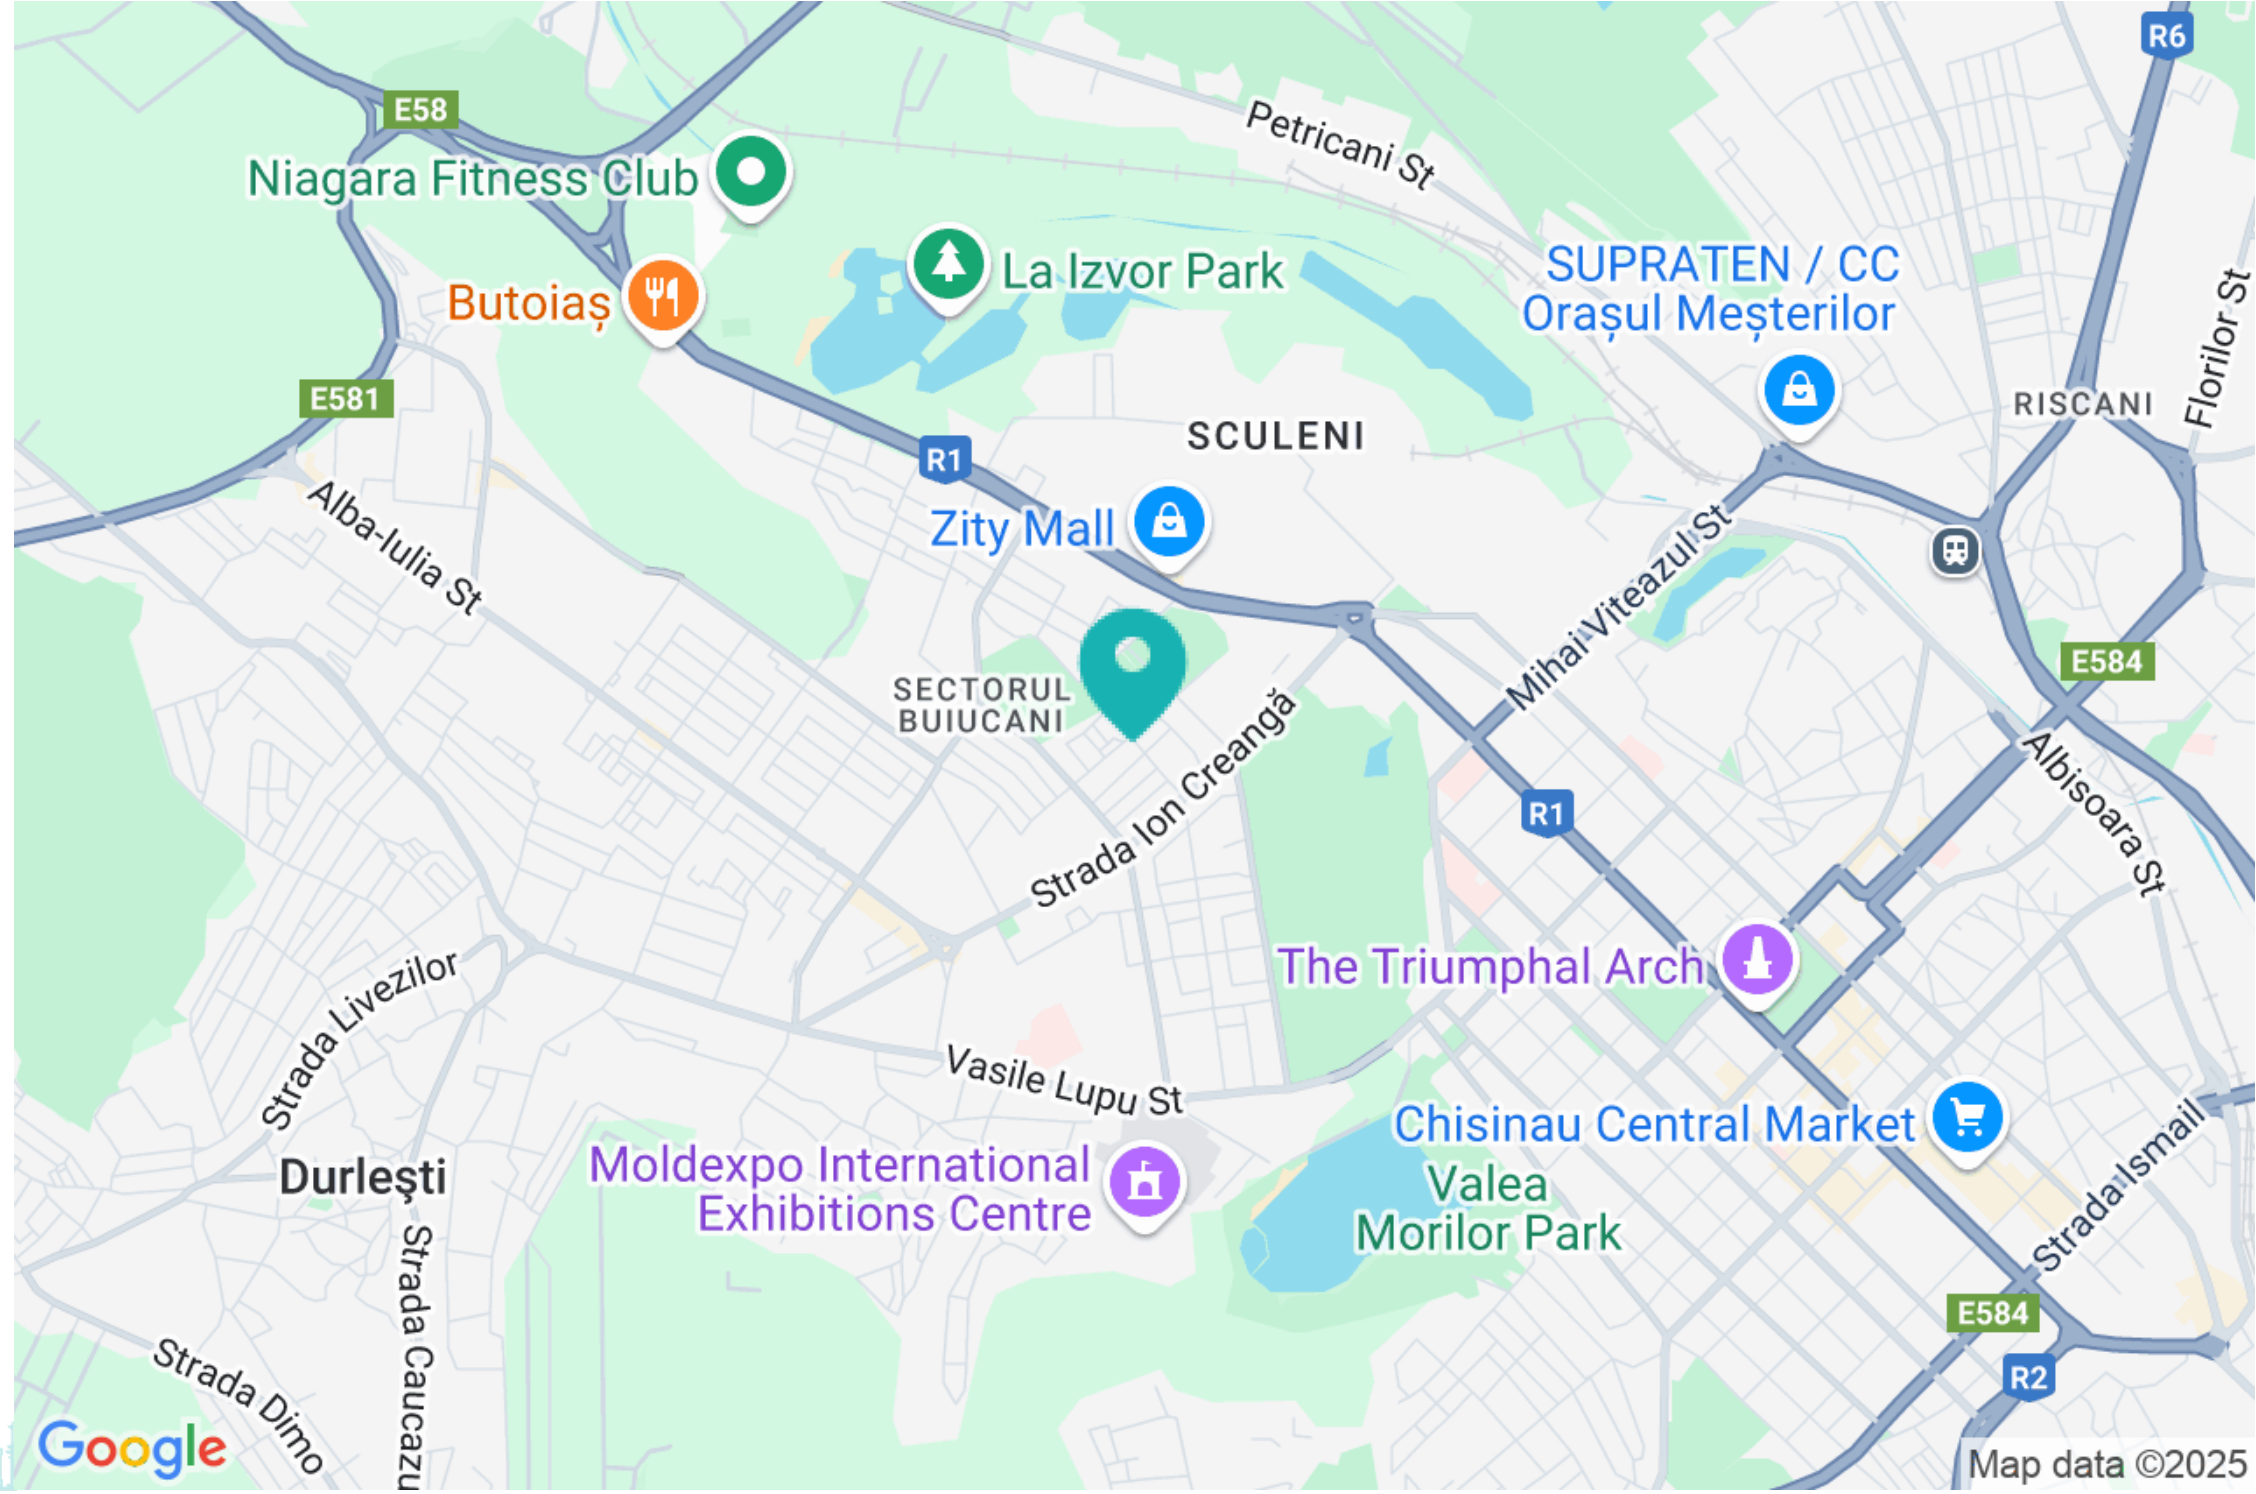 R6
E58
Petricani St
Niagara Fitness Club
La Izvor Park
SUPRATEN / CC
Orașul Meșterilor
Butoiaș
Florilor St
E581
RISCANI
SCULENI
R1
Zity Mall
Alba-Iulia St
Mihai Viteazul St
E584
SECTORUL
BUIUCANI
Strada Ion Creangă
R1
Albisoara St
The Triumphal Arch
Strada Livezilor
Vasile Lupu St
Chisinau Central Market
Moldexpo International
Exhibitions Centre
Durlești
Valea
Morilor Park
Strada Ismail
Strada Caucazu
E584
R2
Strada Dimo
Google
Map data ©2025